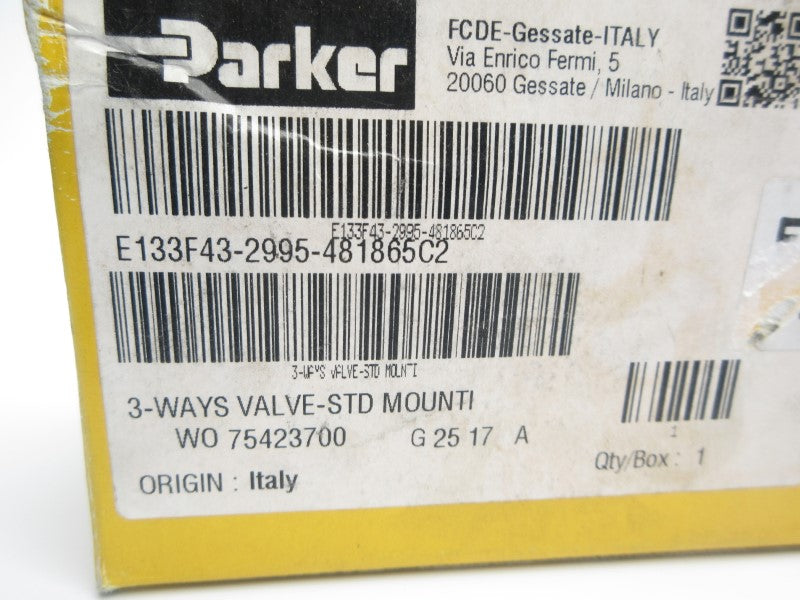 Parker
FCDE-Gessate-ITALY
Via Enrico Fermi, 5
20060 Gessate / Milano - Italy
E133F43-2995-481865C2
E133F43-2995-481865C2
3-WAYS VALVE-STD MOUNTI
3-WAYS VALVE-STD MOUNTI
WO 75423700 G 25 17 A
1
Qty/Box : 1
ORIGIN : Italy